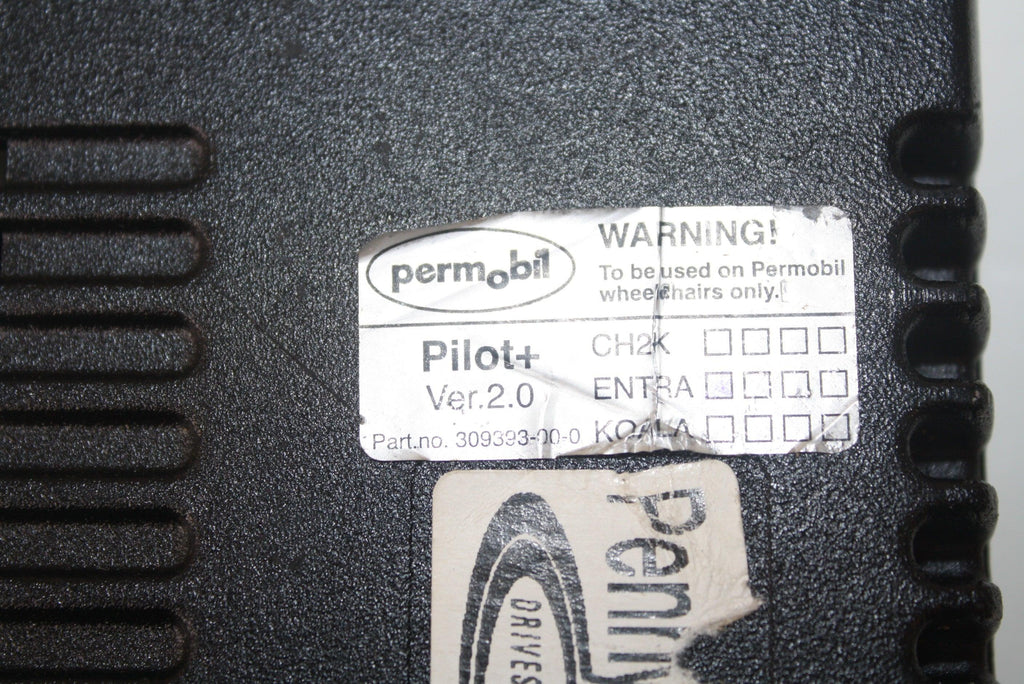 permobil
WARNING!
To be used on Permobil
wheelchairs only.
Pilot+
Ver.2.0
Part.no. 309393-00-0
CH2K
ENTRA
KOALA
DRIVES